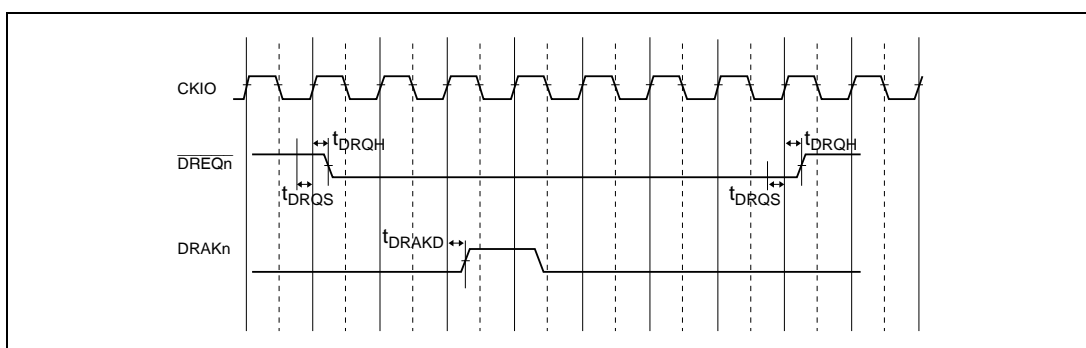 CKIO
tDRQH
tDRQH
DREQn
tDRQS
tDRQS
tDRAKD
DRAKn